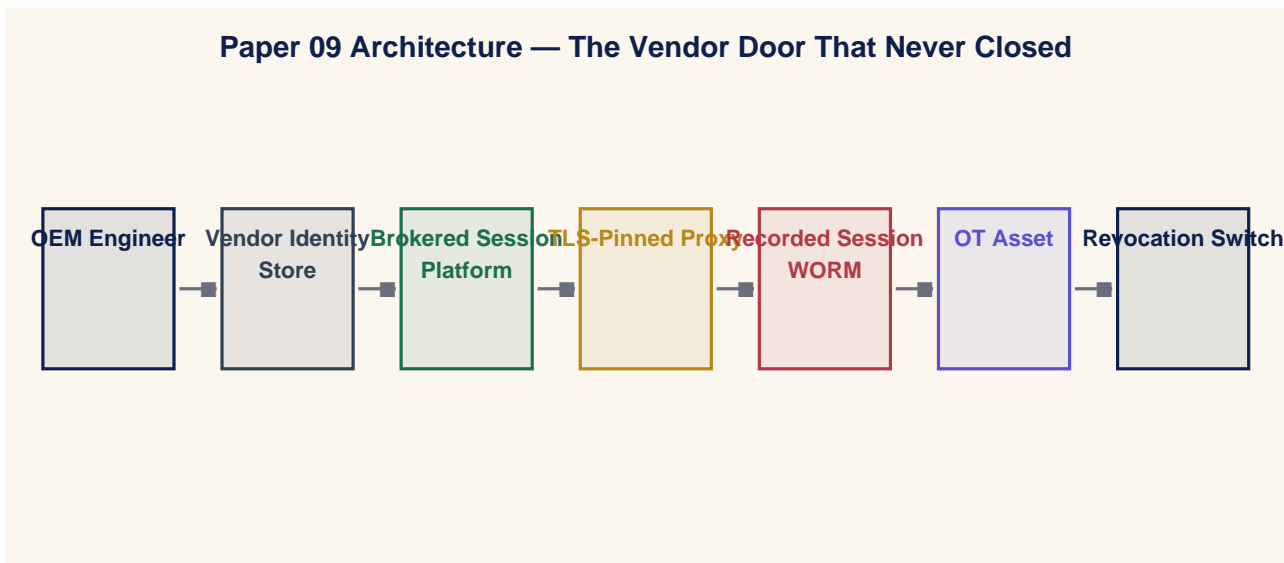 Paper 09 Architecture — The Vendor Door That Never Closed
OEM Engineer
Vendor Identity
Store
Brokered Session
Platform
TLS-Pinned Proxy
Recorded Session
WORM
OT Asset
Revocation Switch